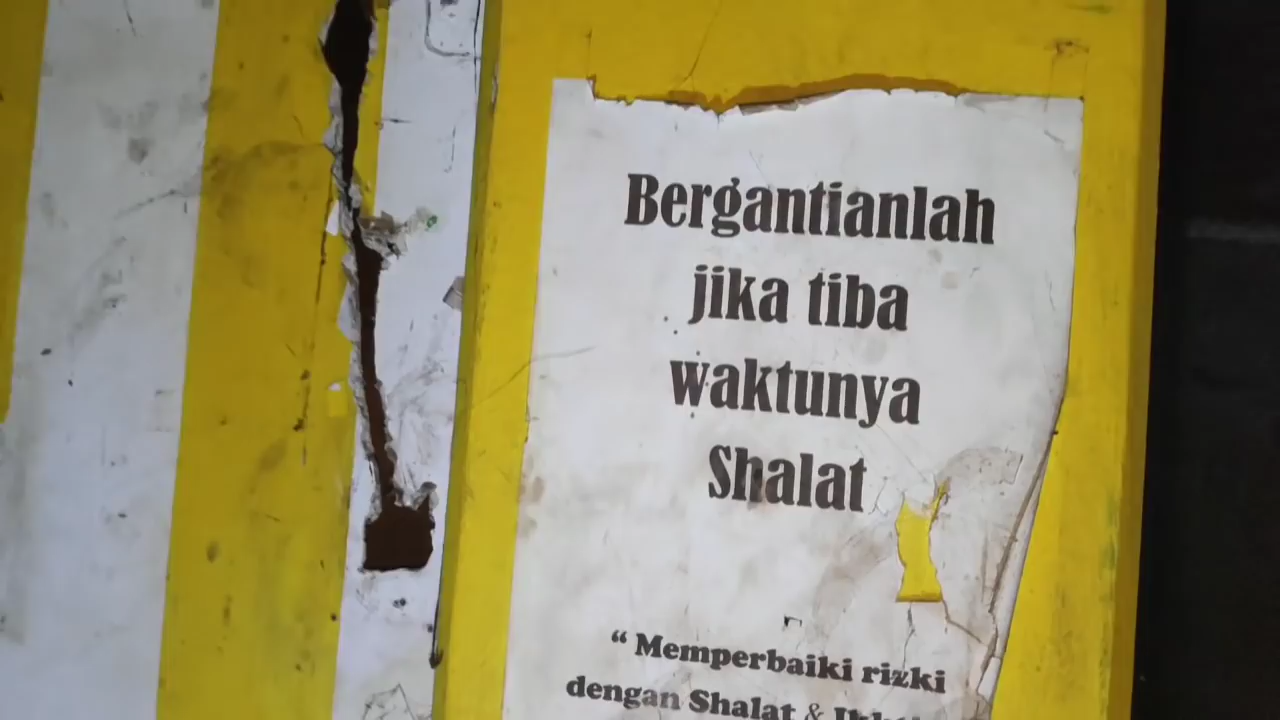 Bergantianlah
jika tiba
waktunya
Shalat
“ Memperbaiki rizki
dengan Shalat &